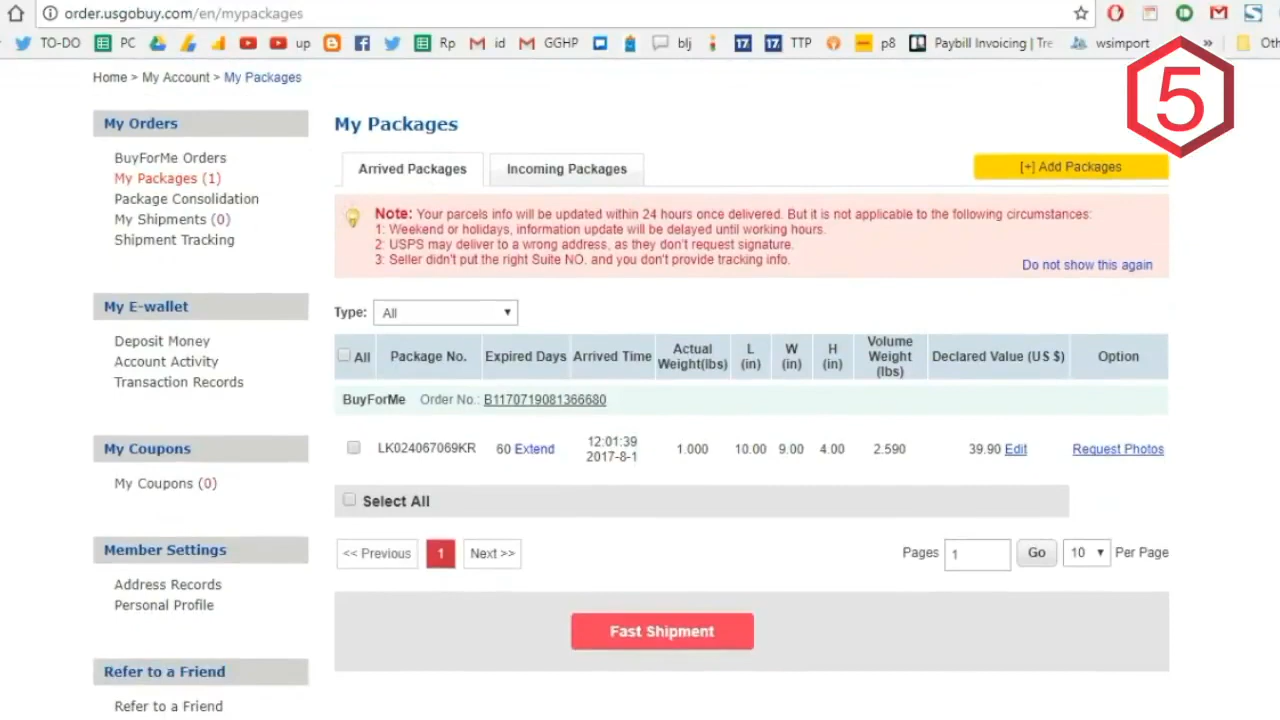 order.usgobuy.com/en/mypackages
TO-DO PC up Rp id GGHP blj 17 17 TTP p8 Paybill Invoicing | Tre wsimport » Oth
5
Home > My Account > My Packages
My Orders
BuyForMe Orders
My Packages (1)
Package Consolidation
My Shipments (0)
Shipment Tracking
My E-wallet
Deposit Money
Account Activity
Transaction Records
My Coupons
My Coupons (0)
Member Settings
Address Records
Personal Profile
Refer to a Friend
Refer to a Friend
My Packages
Arrived Packages Incoming Packages [+] Add Packages
Note: Your parcels info will be updated within 24 hours once delivered. But it is not applicable to the following circumstances:
1: Weekend or holidays, information update will be delayed until working hours.
2: USPS may deliver to a wrong address, as they don't request signature.
3: Seller didn't put the right Suite NO. and you don't provide tracking info.
Do not show this again
Type: All
All Package No. Expired Days Arrived Time Actual Weight(lbs) L (in) W (in) H (in) Volume Weight (lbs) Declared Value (US $) Option
BuyForMe Order No.: B1170719081366680
LK024067069KR 60 Extend 12:01:39 2017-8-1 1.000 10.00 9.00 4.00 2.590 39.90 Edit Request Photos
Select All
<< Previous 1 Next >> Pages 1 Go 10 Per Page
Fast Shipment